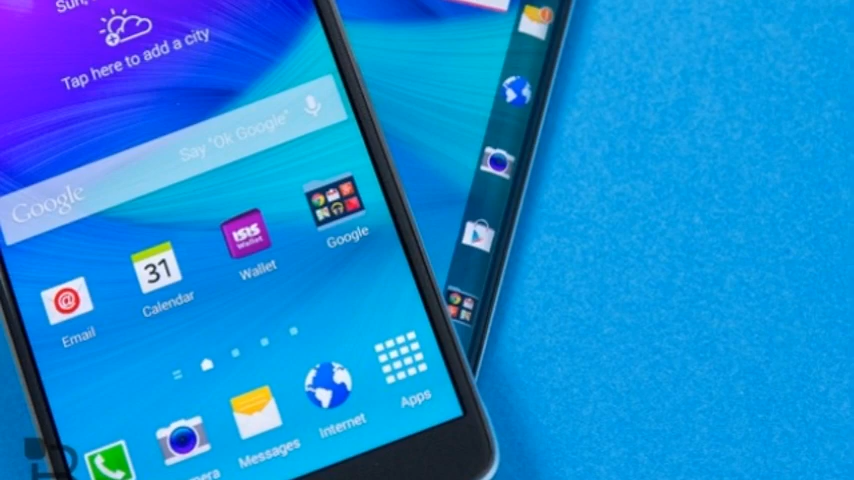 Sun,
Tap here to add a city
Say "Ok Google"
Google
ISIS
Wallet
Google
Wallet
31
Calendar
@
Email
Apps
Internet
Messages